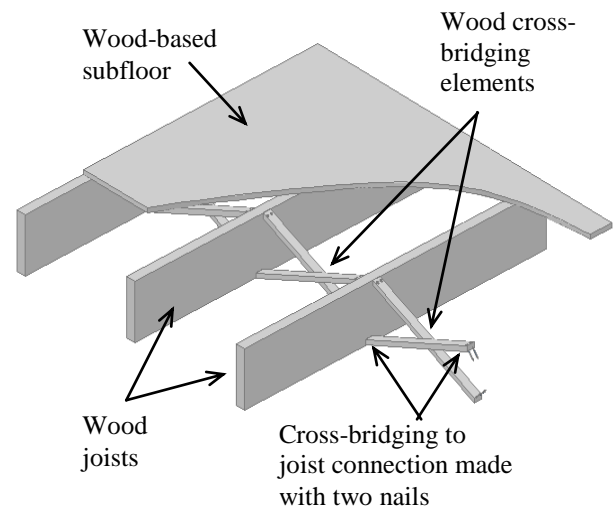 Wood-based
subfloor
Wood cross-
bridging
elements
Wood
joists
Cross-bridging to
joist connection made
with two nails